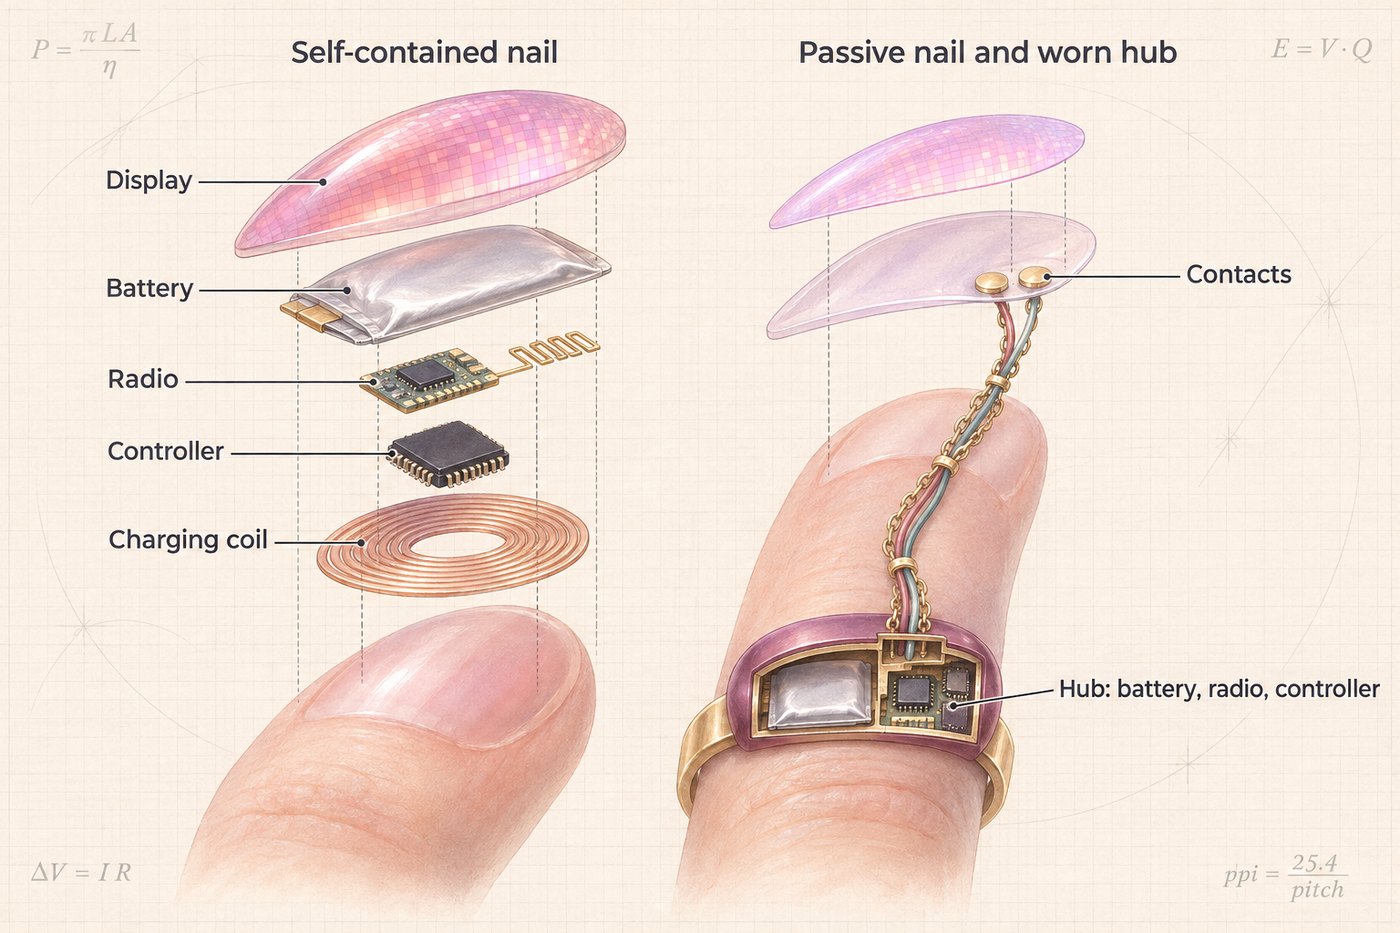 P = πLA / η
Self-contained nail
Passive nail and worn hub
E = V · Q
Display
Battery
Radio
Controller
Charging coil
Contacts
Hub: battery, radio, controller
ΔV = I R
ppi = 25.4 / pitch